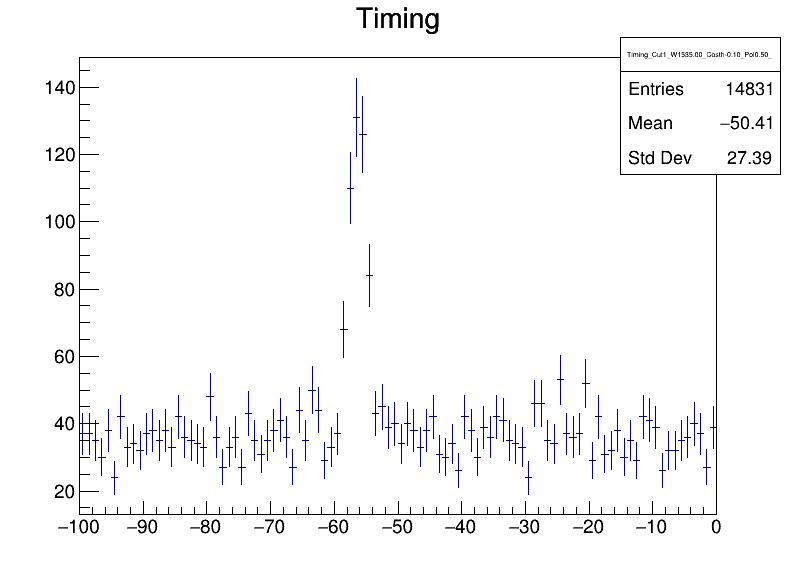 Timing
Timing_Cut1_W1535.00_Costh-0.10_Pol0.50_
Entries 14831
Mean −50.41
Std Dev 27.39
140
120
100
80
60
40
20
−100 −90 −80 −70 −60 −50 −40 −30 −20 −10 0